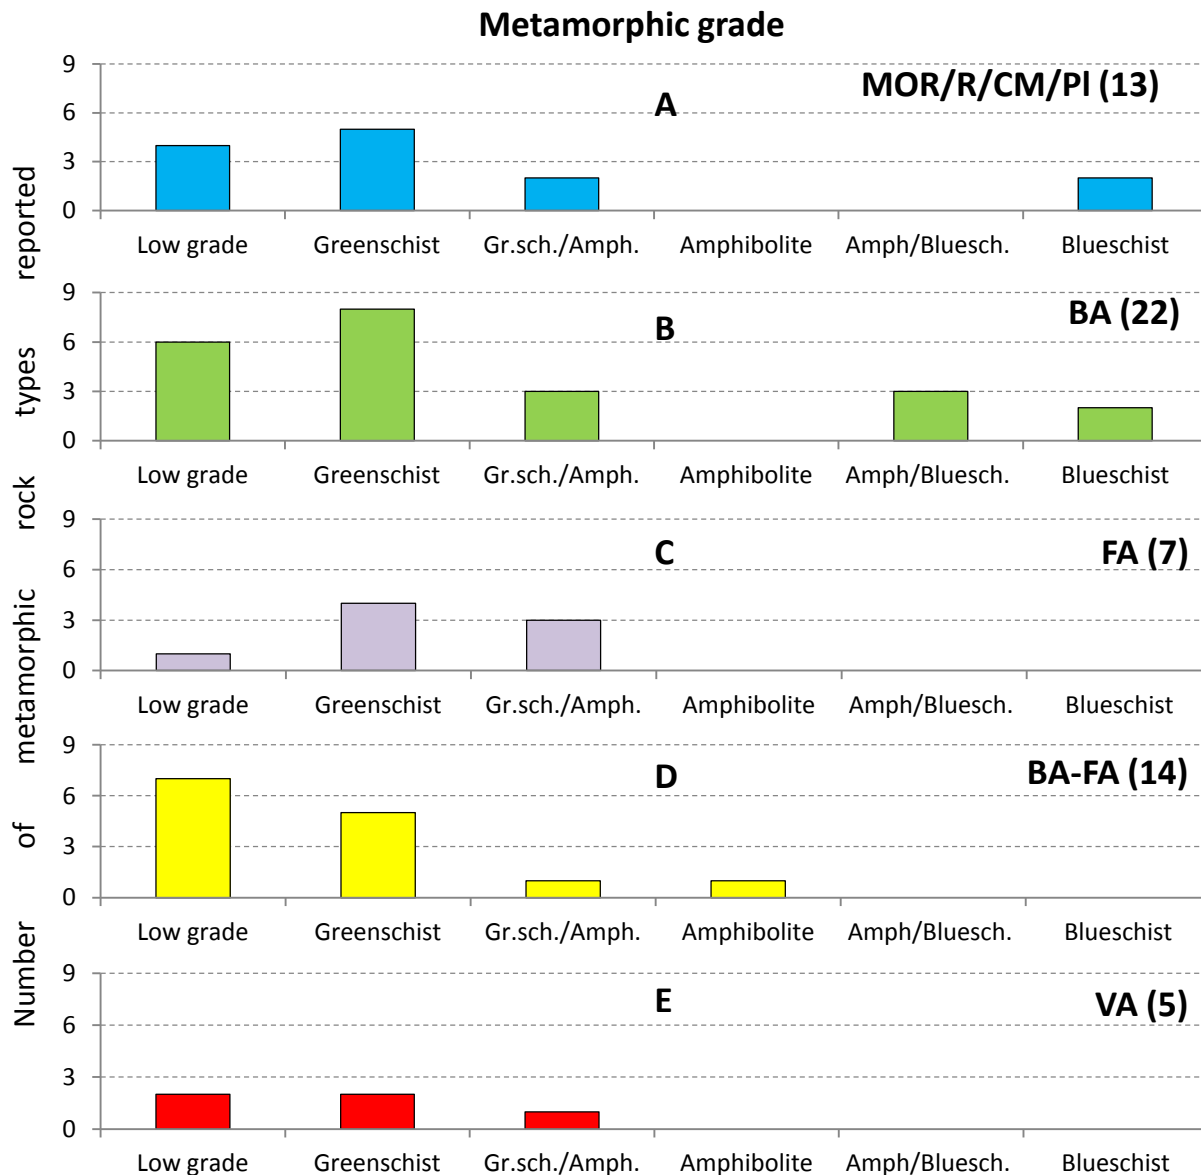 Metamorphic grade
Number of metamorphic rock types reported
9
6
3
0
A
MOR/R/CM/Pl (13)
Low grade Greenschist Gr.sch./Amph. Amphibolite Amph/Bluesch. Blueschist
9
6
3
0
B
BA (22)
Low grade Greenschist Gr.sch./Amph. Amphibolite Amph/Bluesch. Blueschist
9
6
3
0
C
FA (7)
Low grade Greenschist Gr.sch./Amph. Amphibolite Amph/Bluesch. Blueschist
9
6
3
0
D
BA-FA (14)
Low grade Greenschist Gr.sch./Amph. Amphibolite Amph/Bluesch. Blueschist
9
6
3
0
E
VA (5)
Low grade Greenschist Gr.sch./Amph. Amphibolite Amph/Bluesch. Blueschist